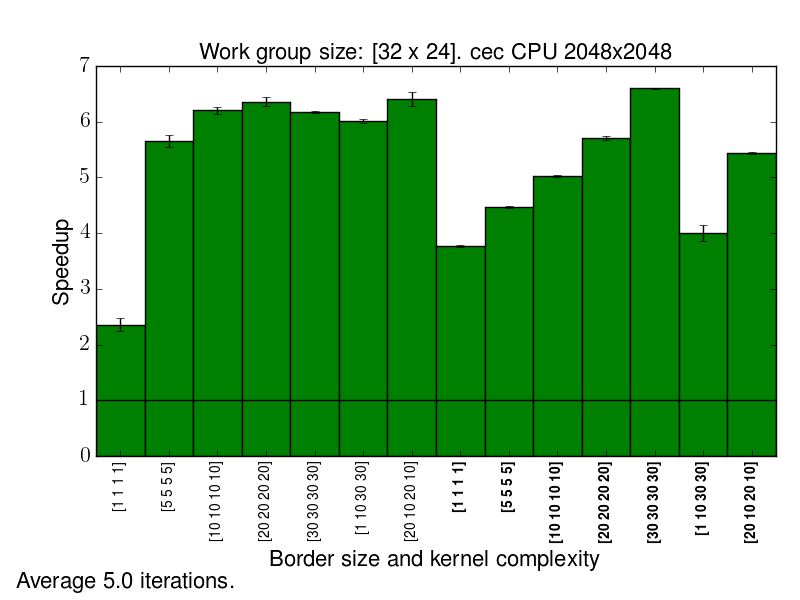 Work group size: [32 x 24]. cec CPU 2048x2048
7
6
5
4
3
2
1
0
Speedup
[1 1 1 1]
[5 5 5 5]
[10 10 10 10]
[20 20 20 20]
[30 30 30 30]
[1 10 30 30]
[20 10 20 10]
[1 1 1 1]
[5 5 5 5]
[10 10 10 10]
[20 20 20 20]
[30 30 30 30]
[1 10 30 30]
[20 10 20 10]
Border size and kernel complexity
Average 5.0 iterations.